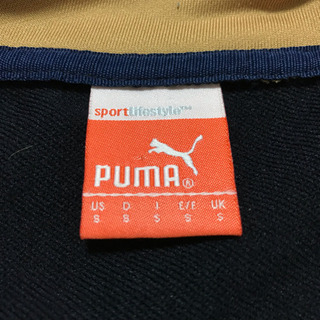 sportlifestyle™
PUMA®
US D I E/F UK
S S S S S